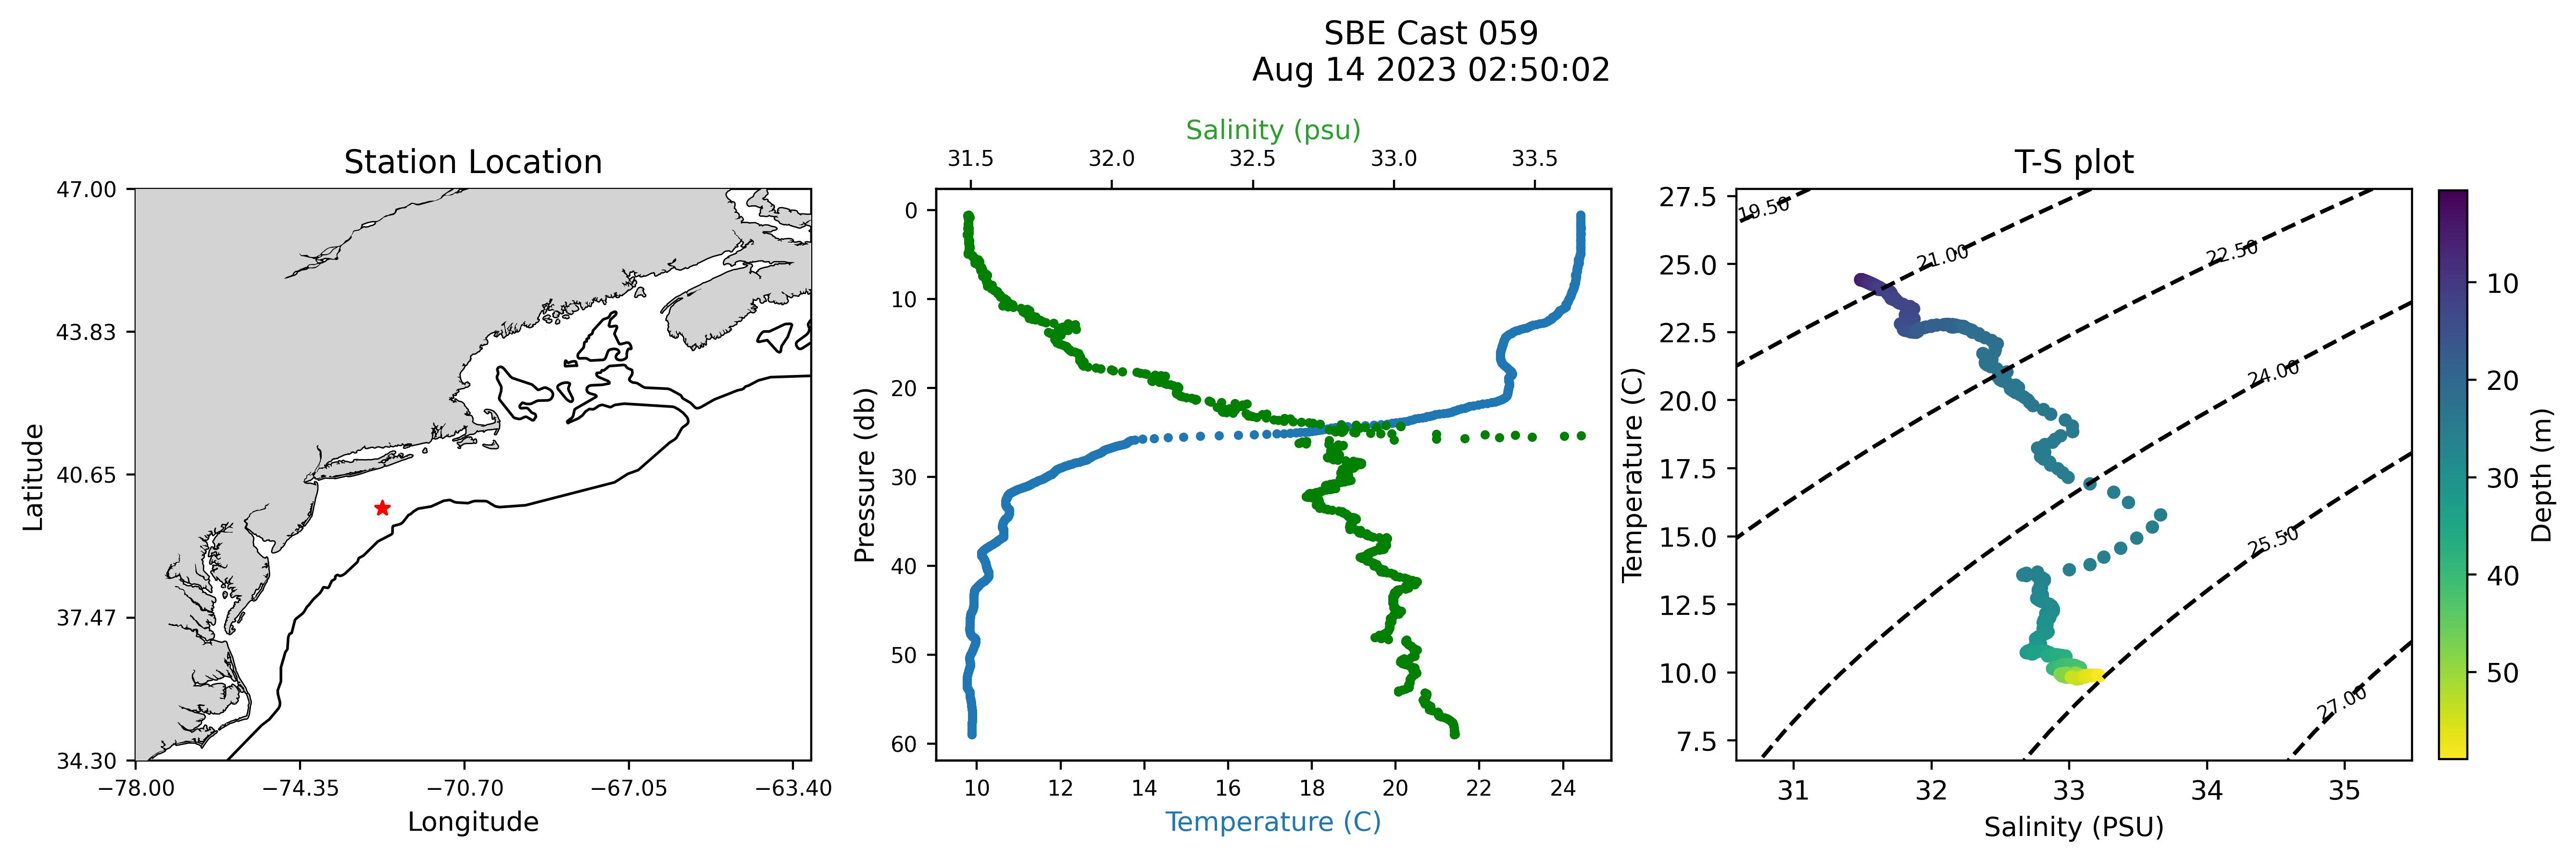 SBE Cast 059
Aug 14 2023 02:50:02
Station Location
47.00
43.83
40.65
37.47
34.30
Latitude
−78.00 −74.35 −70.70 −67.05 −63.40
Longitude
Salinity (psu)
31.5 32.0 32.5 33.0 33.5
0
10
20
30
40
50
60
Pressure (db)
10 12 14 16 18 20 22 24
Temperature (C)
T-S plot
27.5
25.0
22.5
20.0
17.5
15.0
12.5
10.0
7.5
Temperature (C)
19.50
21.00
22.50
24.00
25.50
27.00
31 32 33 34 35
Salinity (PSU)
10
20
30
40
50
Depth (m)